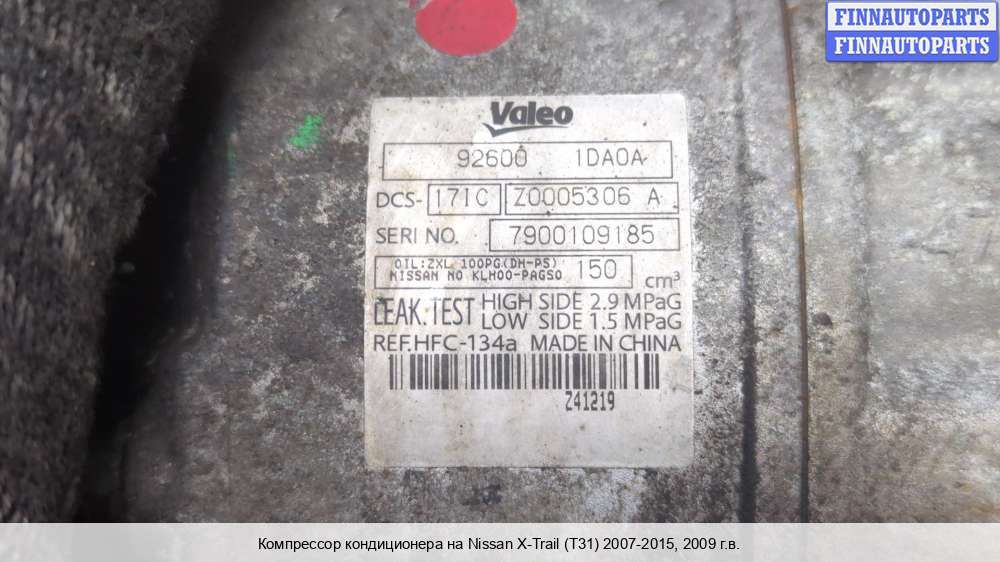 FINNAUTOPARTS
FINNAUTOPARTS
Valeo
92600 1DA0A
DCS- 171C Z0005306 A
SERI NO. 7900109185
OIL:ZXL 100PG(DH-PS)
NISSAN NO KLH00-PAGS0 150 cm³
LEAK.TEST HIGH SIDE 2.9 MPaG
LOW SIDE 1.5 MPaG
REF.HFC-134a MADE IN CHINA
Z41219
Компрессор кондиционера на Nissan X-Trail (T31) 2007-2015, 2009 г.в.